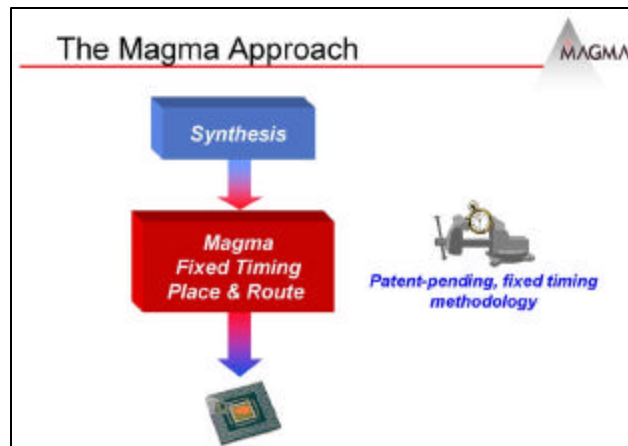 The Magma Approach
MAGMA
Synthesis
Magma
Fixed Timing
Place & Route
Patent-pending, fixed timing
methodology